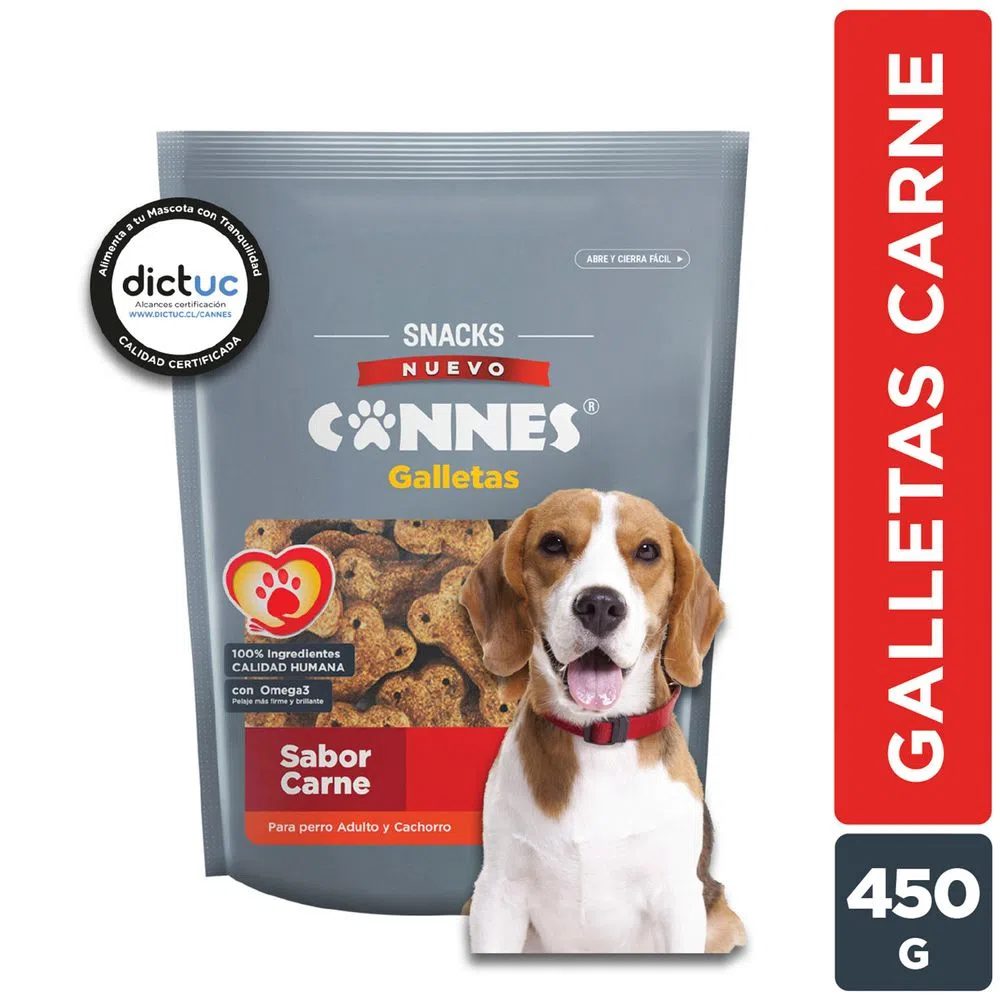 Alimenta a tu Mascota con Tranquilidad
dictuc
Alcances certificación
WWW.DICTUC.CL/CANNES
CALIDAD CERTIFICADA
ABRE Y CIERRA FÁCIL
SNACKS
NUEVO
CANNES®
Galletas
100% Ingredientes
CALIDAD HUMANA
con Omega3
Pelaje más firme y brillante
Sabor
Carne
Para perro Adulto y Cachorro
GALLETAS CARNE
450
G